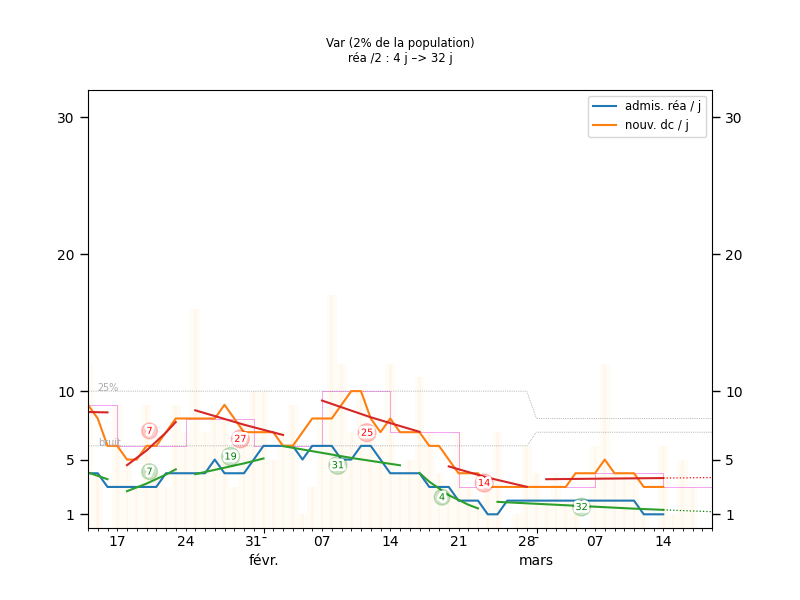 Var (2% de la population)
réa /2 : 4 j –> 32 j
admis. réa / j
nouv. dc / j
30 30
20 20
10 10
5 5
1 1
25%
bruit
7
7
27
19
25
31
14
4
32
17 24 31 07 14 21 28 07 14
févr. mars